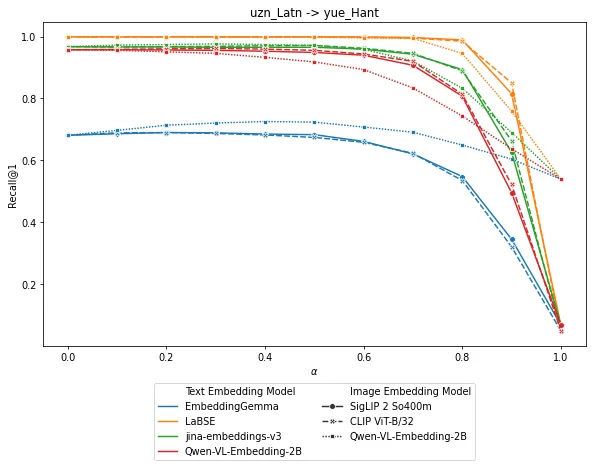 uzn_Latn -> yue_Hant
Recall@1
1.0
0.8
0.6
0.4
0.2
0.0 0.2 0.4 0.6 0.8 1.0
α
Text Embedding Model Image Embedding Model
EmbeddingGemma SigLIP 2 So400m
LaBSE CLIP ViT-B/32
jina-embeddings-v3 Qwen-VL-Embedding-2B
Qwen-VL-Embedding-2B